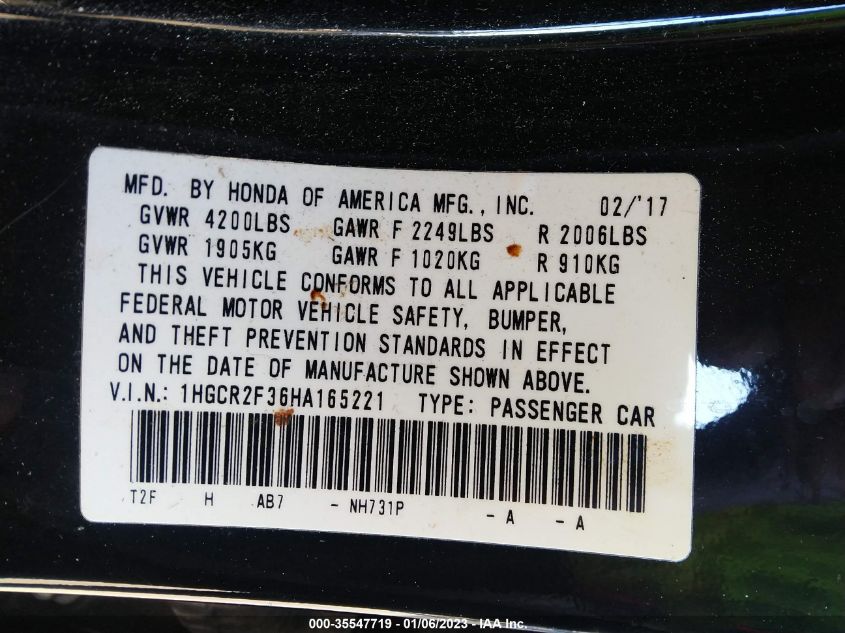 MFD. BY HONDA OF AMERICA MFG., INC. 02/'17
GVWR 4200LBS GAWR F 2249LBS R 2006LBS
GVWR 1905KG GAWR F 1020KG R 910KG
THIS VEHICLE CONFORMS TO ALL APPLICABLE
FEDERAL MOTOR VEHICLE SAFETY, BUMPER,
AND THEFT PREVENTION STANDARDS IN EFFECT
ON THE DATE OF MANUFACTURE SHOWN ABOVE.
V.I.N.: 1HGCR2F36HA165221 TYPE: PASSENGER CAR
T2F H AB7 - NH731P - A - A
000-35547719 - 01/06/2023 - IAA Inc.